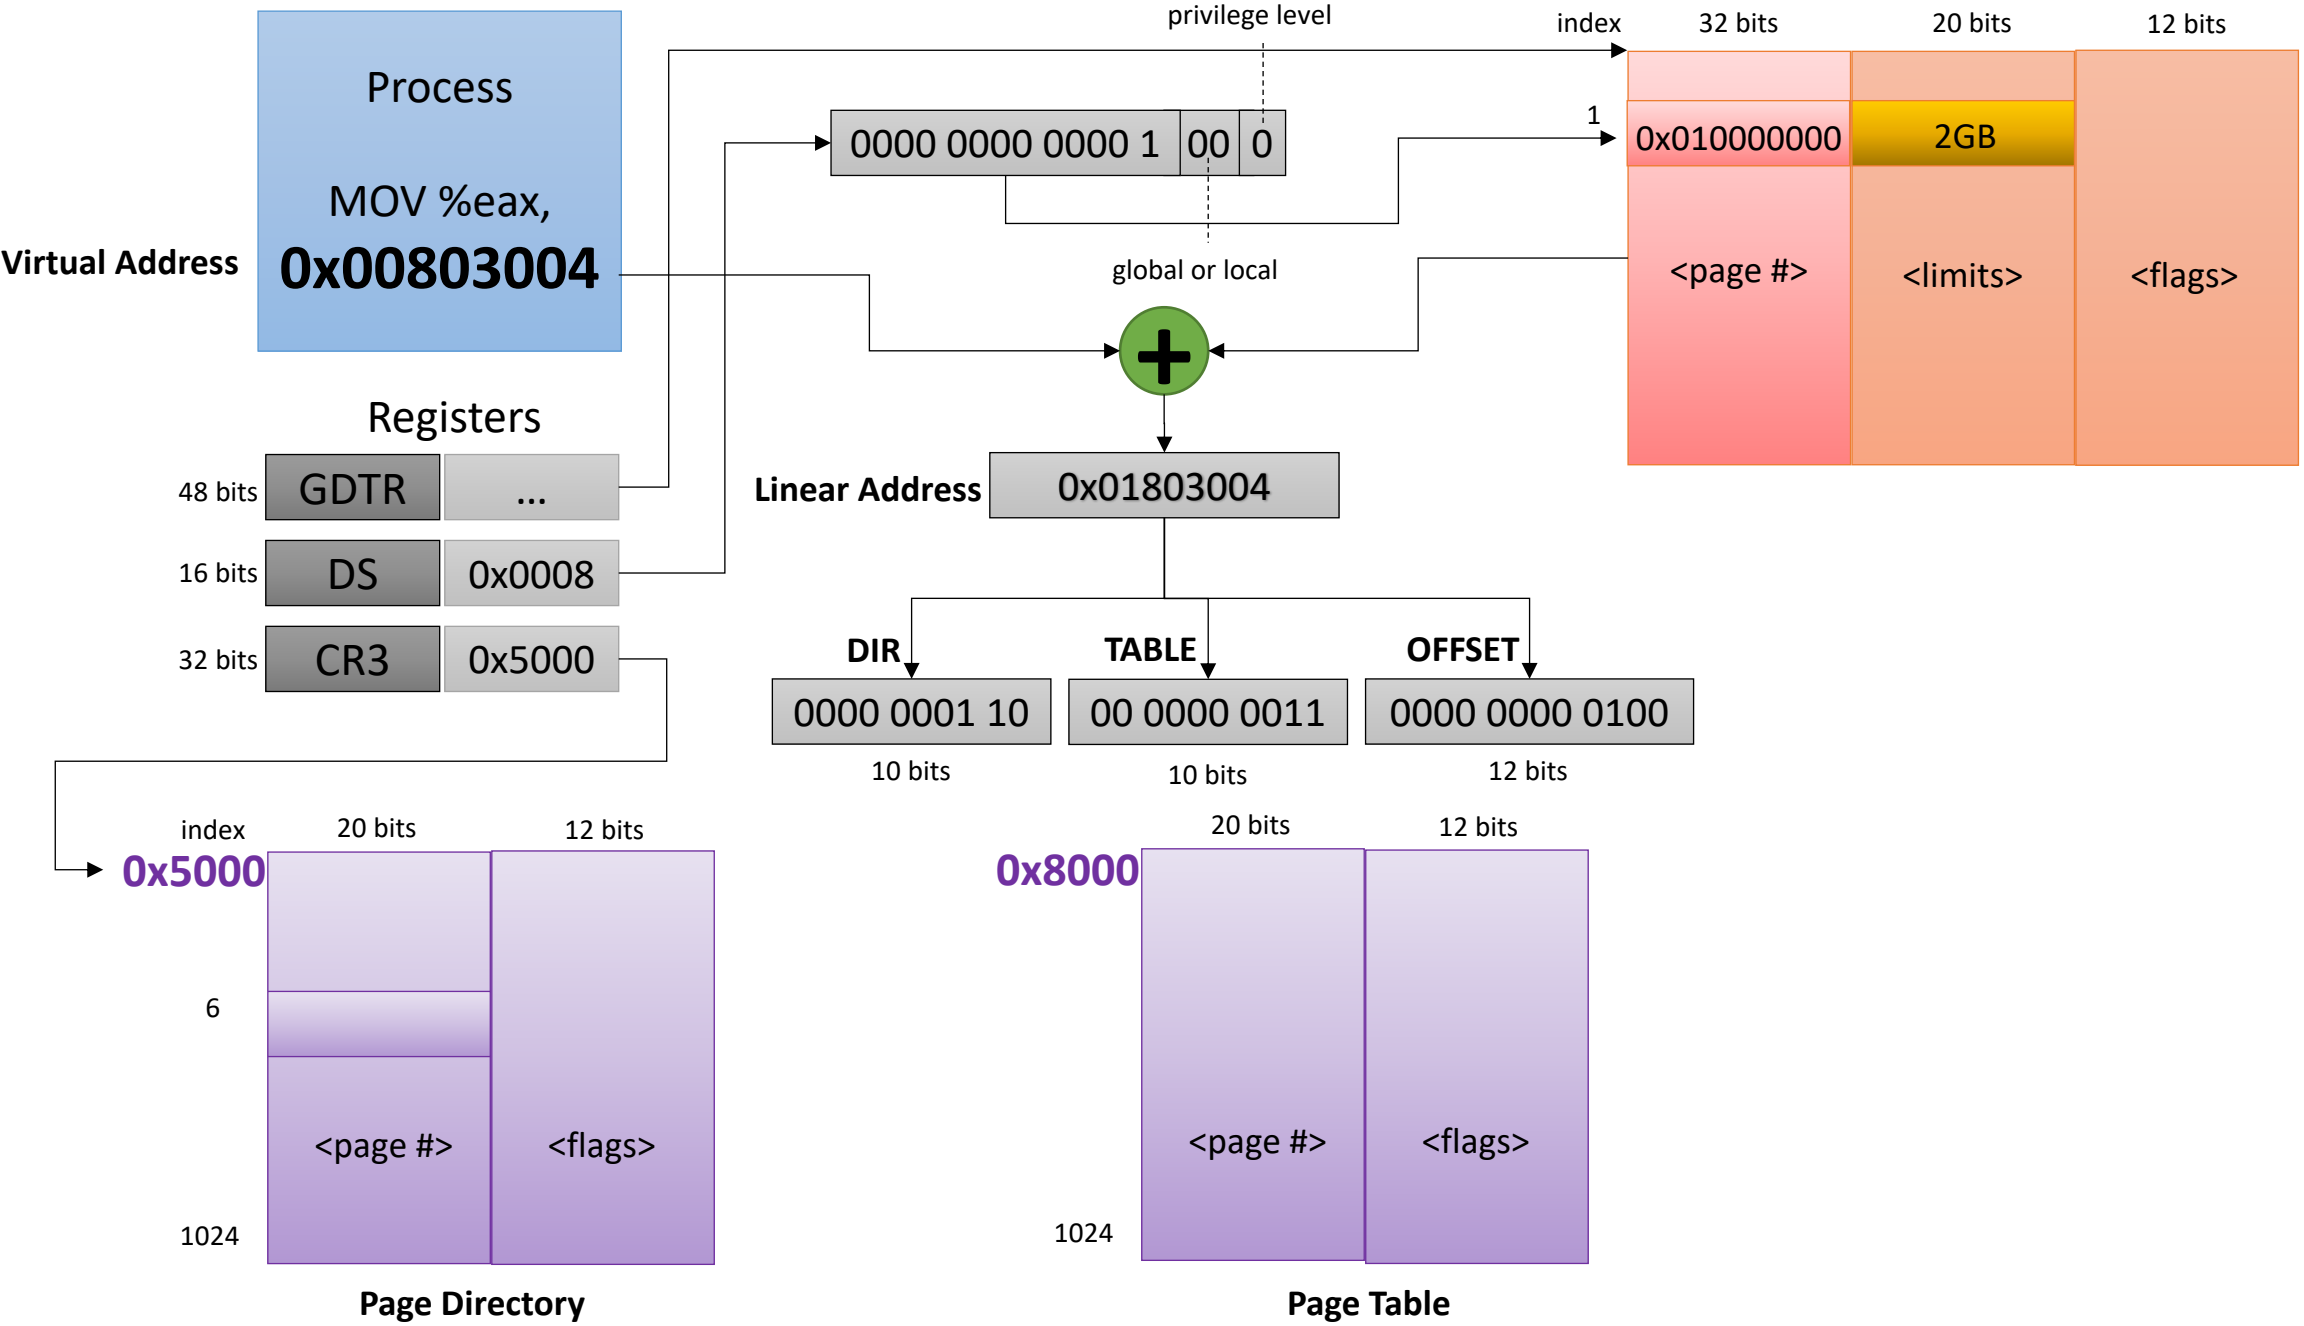 privilege level
index
32 bits
20 bits
12 bits
Process
MOV %eax,
0x00803004
Virtual Address
0000 0000 0000 1
00
0
1
0x010000000
2GB
global or local
<page #>
<limits>
<flags>
+
Registers
48 bits
GDTR
...
16 bits
DS
0x0008
32 bits
CR3
0x5000
Linear Address
0x01803004
DIR
TABLE
OFFSET
0000 0001 10
00 0000 0011
0000 0000 0100
10 bits
10 bits
12 bits
index
20 bits
12 bits
0x5000
6
<page #>
<flags>
1024
Page Directory
20 bits
12 bits
0x8000
<page #>
<flags>
1024
Page Table